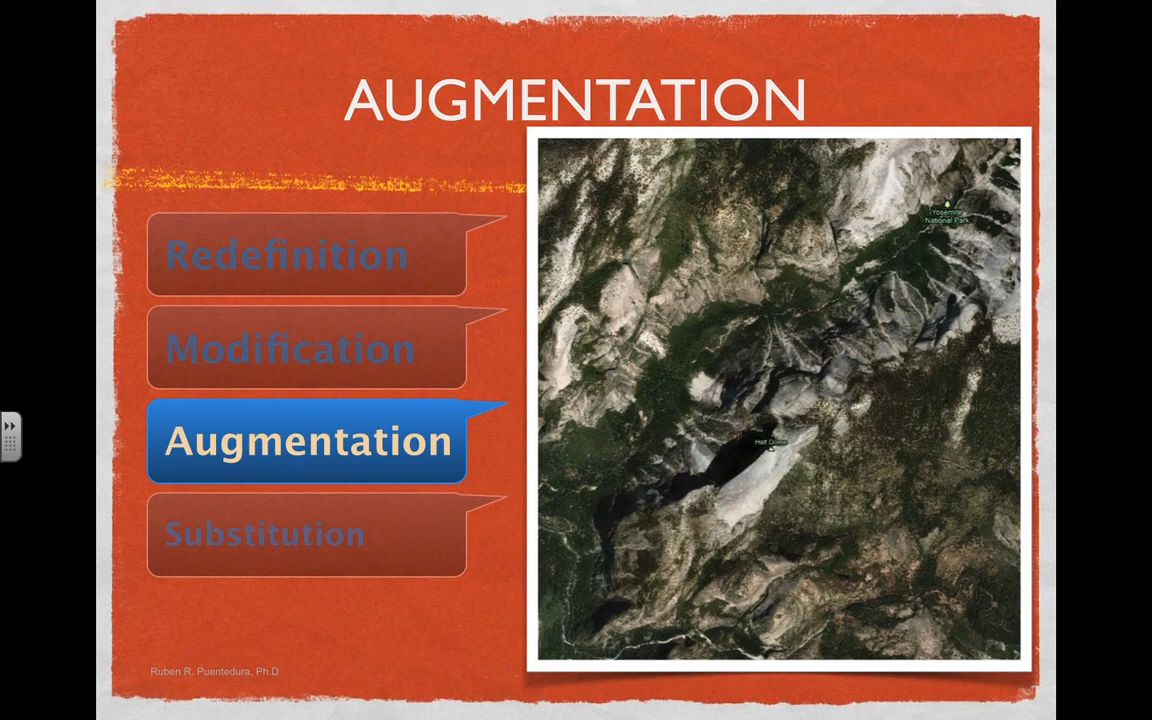 AUGMENTATION
Redefinition
Modification
Augmentation
Substitution
Yosemite
National Park
Half Dome
Ruben R. Puentedura, Ph.D